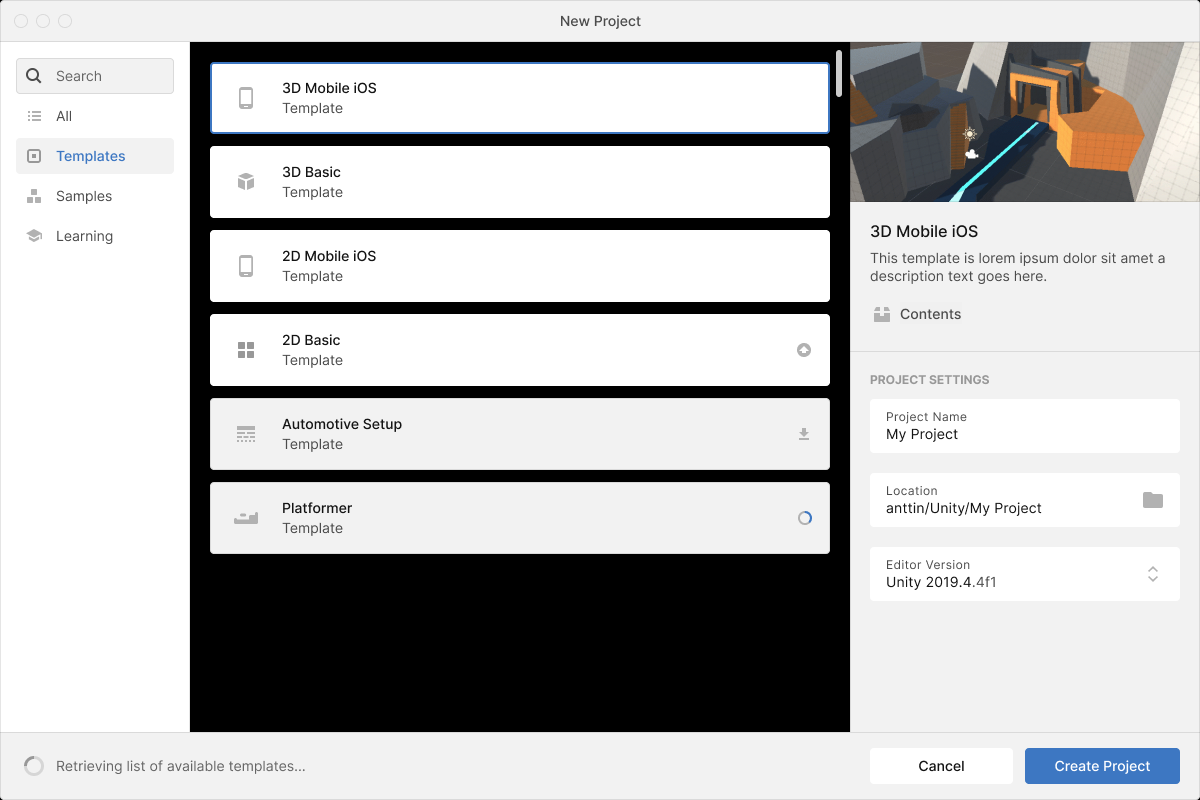 New Project
Search
All
Templates
Samples
Learning
3D Mobile iOS
Template
3D Basic
Template
2D Mobile iOS
Template
2D Basic
Template
Automotive Setup
Template
Platformer
Template
3D Mobile iOS
This template is lorem ipsum dolor sit amet a
description text goes here.
Contents
PROJECT SETTINGS
Project Name
My Project
Location
anttin/Unity/My Project
Editor Version
Unity 2019.4.4f1
Retrieving list of available templates...
Cancel
Create Project